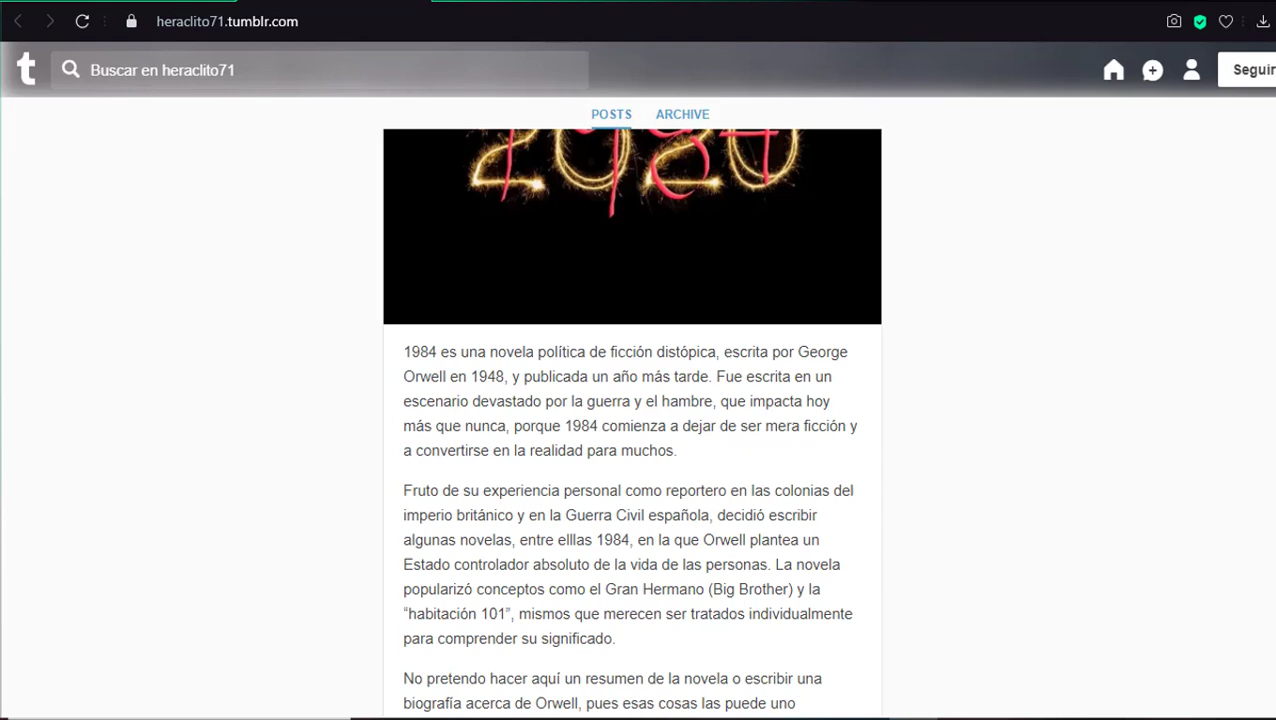 heraclito71.tumblr.com
t
Buscar en heraclito71
Seguir
POSTS ARCHIVE
1984
2020
1984 es una novela política de ficción distópica, escrita por George
Orwell en 1948, y publicada un año más tarde. Fue escrita en un
escenario devastado por la guerra y el hambre, que impacta hoy
más que nunca, porque 1984 comienza a dejar de ser mera ficción y
a convertirse en la realidad para muchos.
Fruto de su experiencia personal como reportero en las colonias del
imperio británico y en la Guerra Civil española, decidió escribir
algunas novelas, entre elllas 1984, en la que Orwell plantea un
Estado controlador absoluto de la vida de las personas. La novela
popularizó conceptos como el Gran Hermano (Big Brother) y la
“habitación 101”, mismos que merecen ser tratados individualmente
para comprender su significado.
No pretendo hacer aquí un resumen de la novela o escribir una
biografía acerca de Orwell, pues esas cosas las puede uno